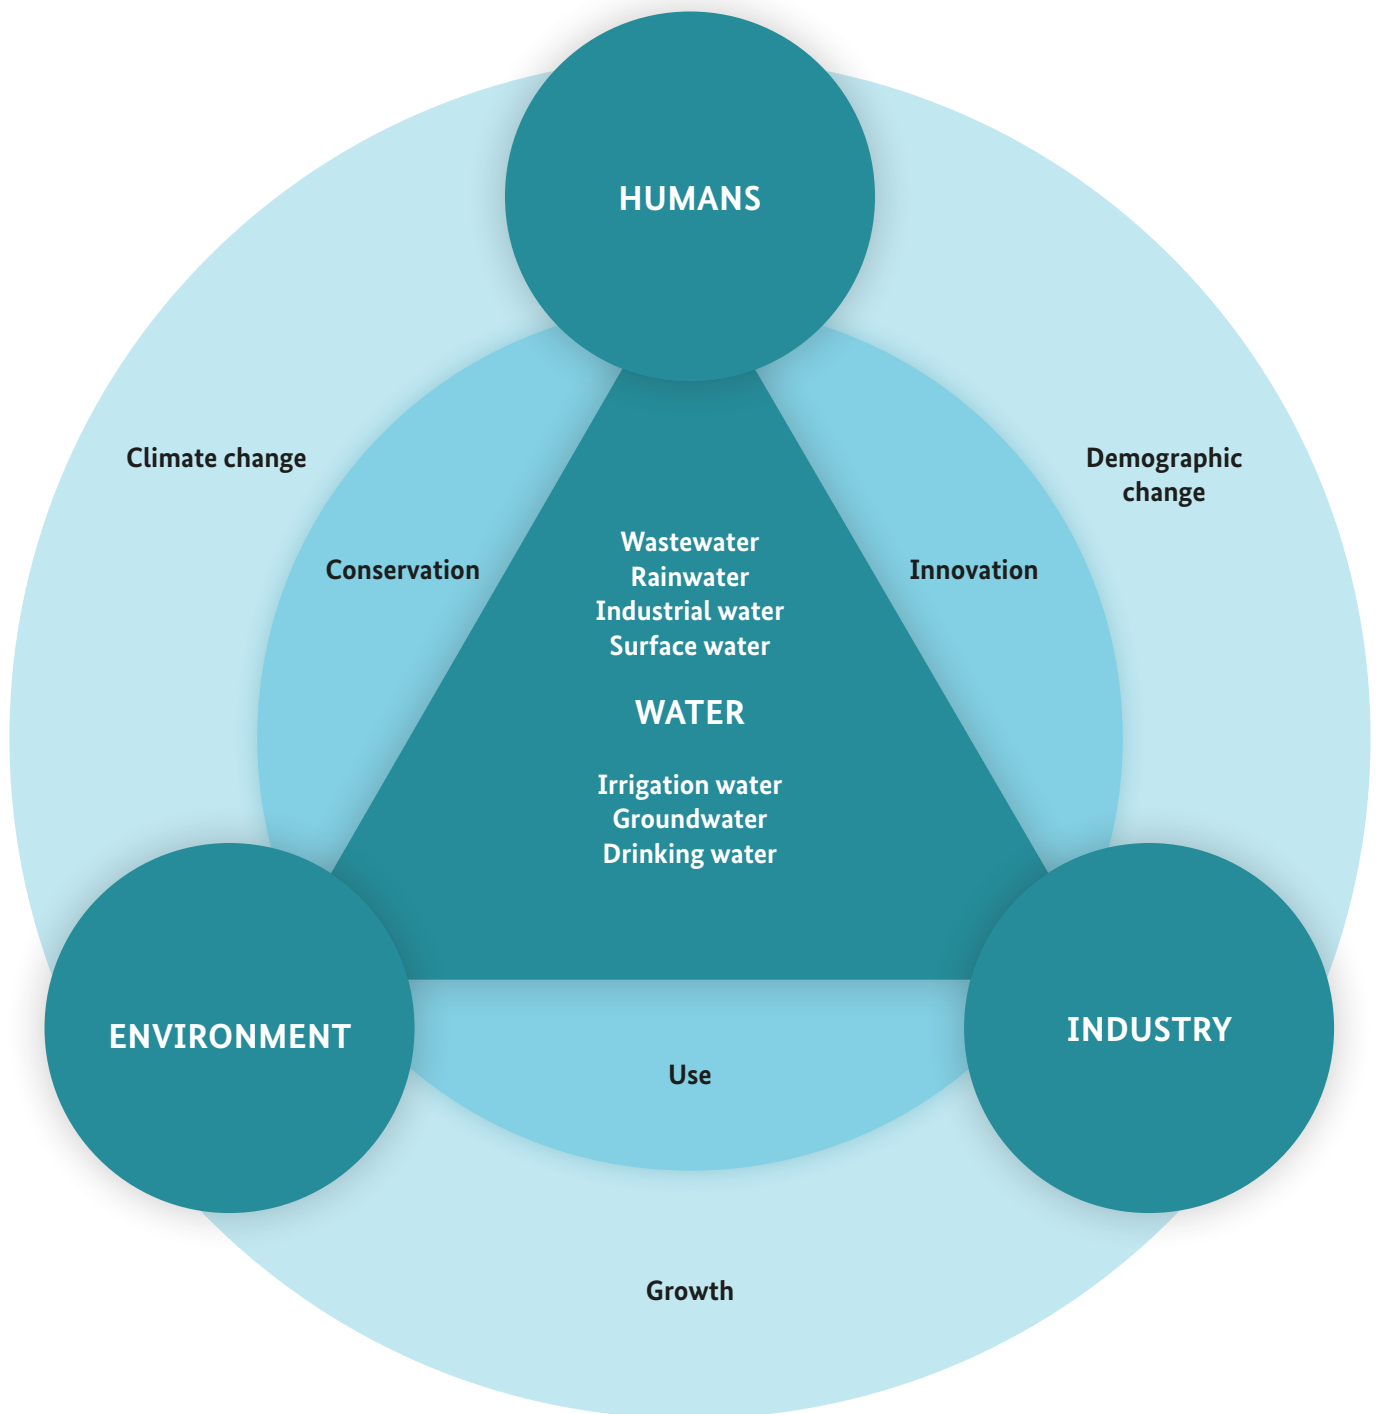 HUMANS
Climate change
Demographic
change
Conservation
Innovation
Wastewater
Rainwater
Industrial water
Surface water
WATER
Irrigation water
Groundwater
Drinking water
ENVIRONMENT
INDUSTRY
Use
Growth